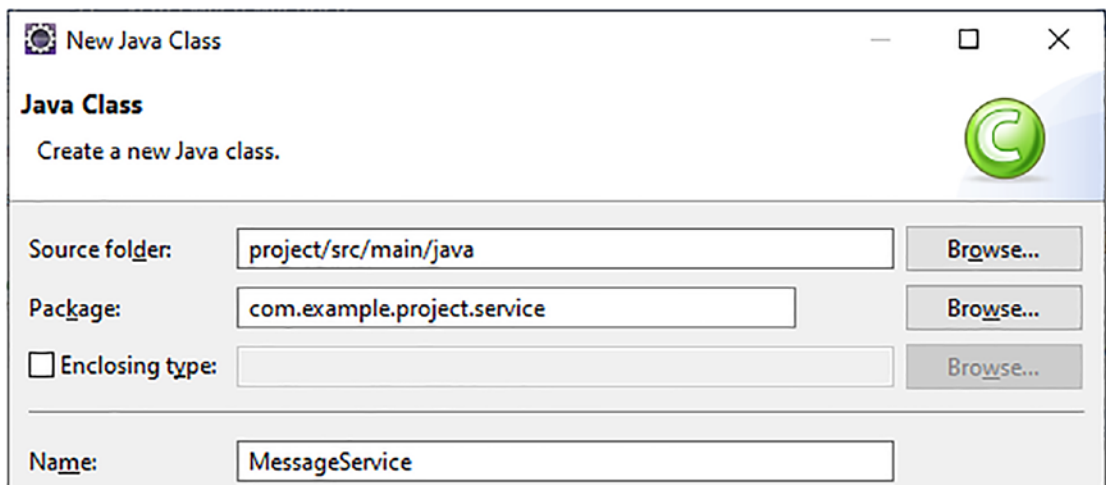 New Java Class
Java Class
Create a new Java class.
Source folder: project/src/main/java Browse...
Package: com.example.project.service Browse...
Enclosing type: Browse...
Name: MessageService